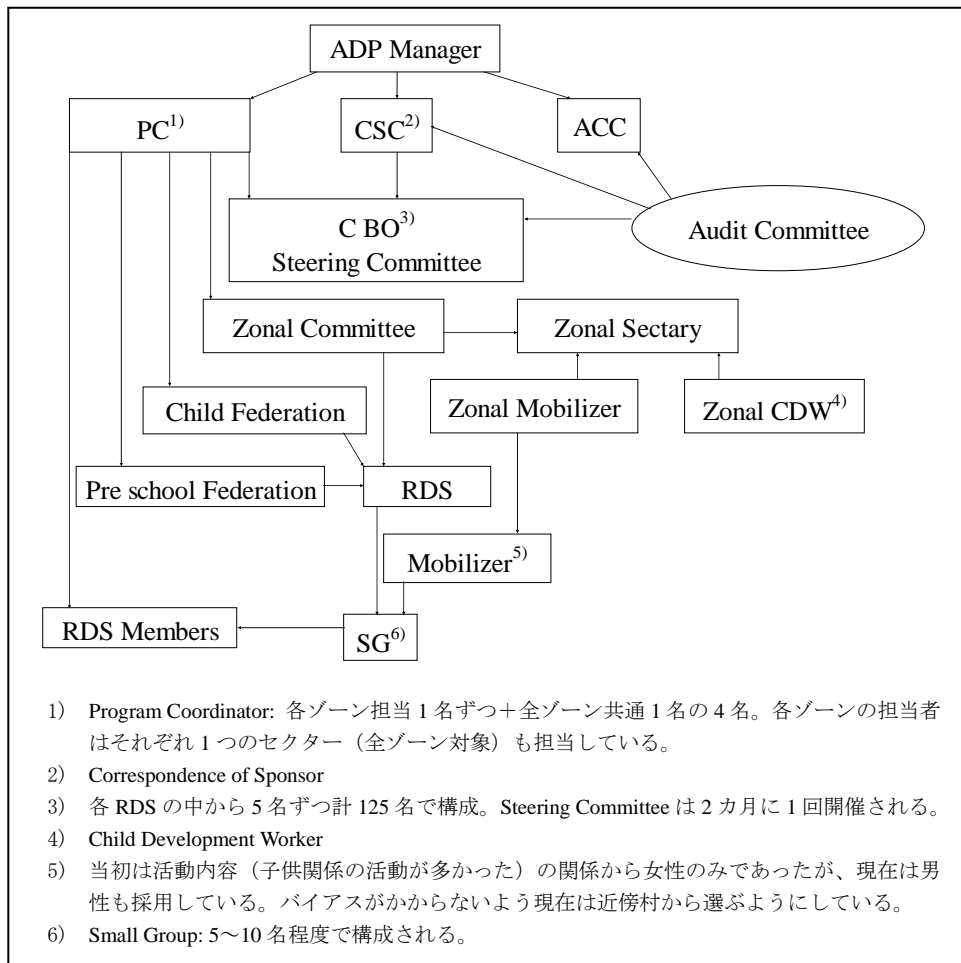 ADP Manager
PC1)
CSC2)
ACC
C BO3)
Steering Committee
Audit Committee
Zonal Committee
Zonal Sectary
Child Federation
Zonal Mobilizer
Zonal CDW4)
Pre school Federation
RDS
Mobilizer5)
RDS Members
SG6)
1) Program Coordinator: 各ゾーン担当 1 名ずつ＋全ゾーン共通 1 名の 4 名。各ゾーンの担当者
はそれぞれ 1 つのセクター（全ゾーン対象）も担当している。
2) Correspondence of Sponsor
3) 各 RDS の中から 5 名ずつ計 125 名で構成。Steering Committee は 2 カ月に 1 回開催される。
4) Child Development Worker
5) 当初は活動内容（子供関係の活動が多かった）の関係から女性のみであったが、現在は男
性も採用している。バイアスがかからないよう現在は近傍村から選ぶようにしている。
6) Small Group: 5～10 名程度で構成される。